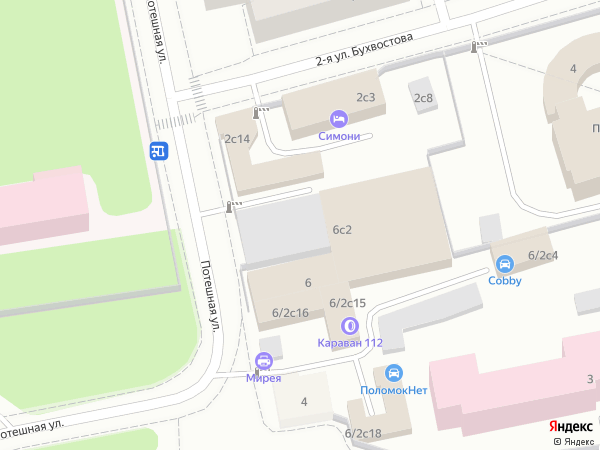 Потешная ул.
2-я ул. Бухвостова
4
2с3
2с8
Симони
2с14
П
6с2
6/2с4
Cobby
Потешная ул.
6
6/2с15
6/2с16
Караван 112
Мирея
ПоломокНет
3
4
отешная ул.
6/2с18
Яндекс
© Яндекс